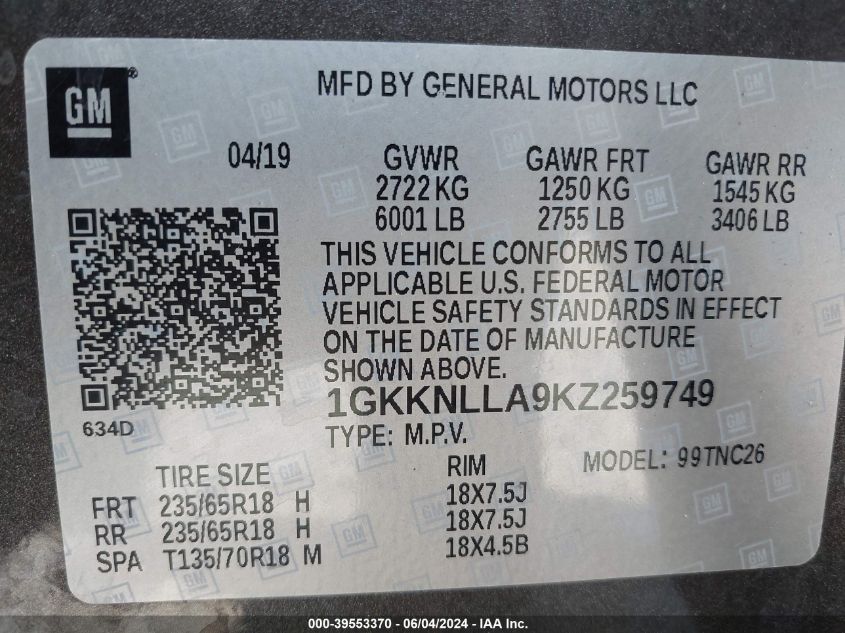 GM
MFD BY GENERAL MOTORS LLC
04/19
GVWR GAWR FRT GAWR RR
2722 KG 1250 KG 1545 KG
6001 LB 2755 LB 3406 LB
THIS VEHICLE CONFORMS TO ALL
APPLICABLE U.S. FEDERAL MOTOR
VEHICLE SAFETY STANDARDS IN EFFECT
ON THE DATE OF MANUFACTURE
SHOWN ABOVE.
1GKKNLLA9KZ259749
634D
TYPE: M.P.V.
MODEL: 99TNC26
TIRE SIZE RIM
FRT 235/65R18 H 18X7.5J
RR 235/65R18 H 18X7.5J
SPA T135/70R18 M 18X4.5B
000-39553370 - 06/04/2024 - IAA Inc.